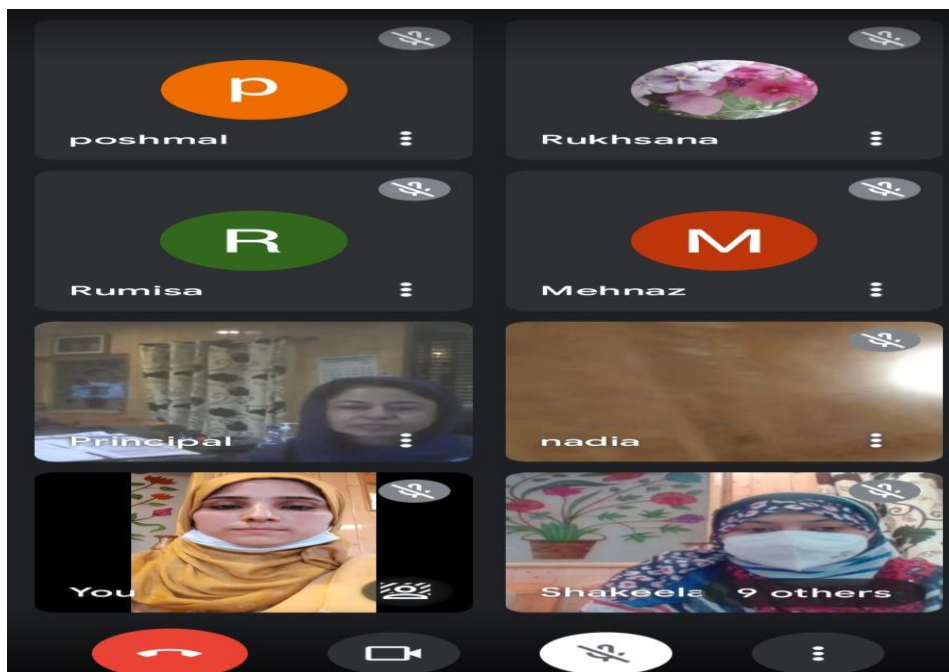 p
poshmal
Rukhsana
R
Rumisa
M
Mehnaz
Principal
nadia
You
Shakeela 9 others